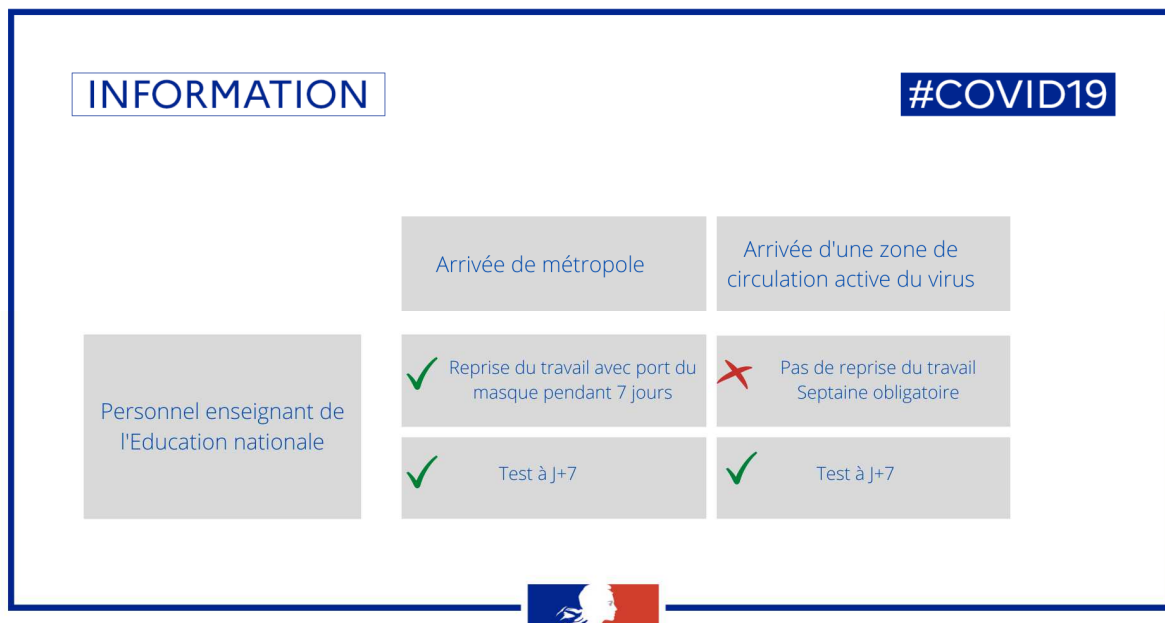 INFORMATION
#COVID19
Arrivée de métropole
Arrivée d'une zone de
circulation active du virus
Personnel enseignant de
l'Education nationale
Reprise du travail avec port du
masque pendant 7 jours
Pas de reprise du travail
Septaine obligatoire
Test à J+7
Test à J+7